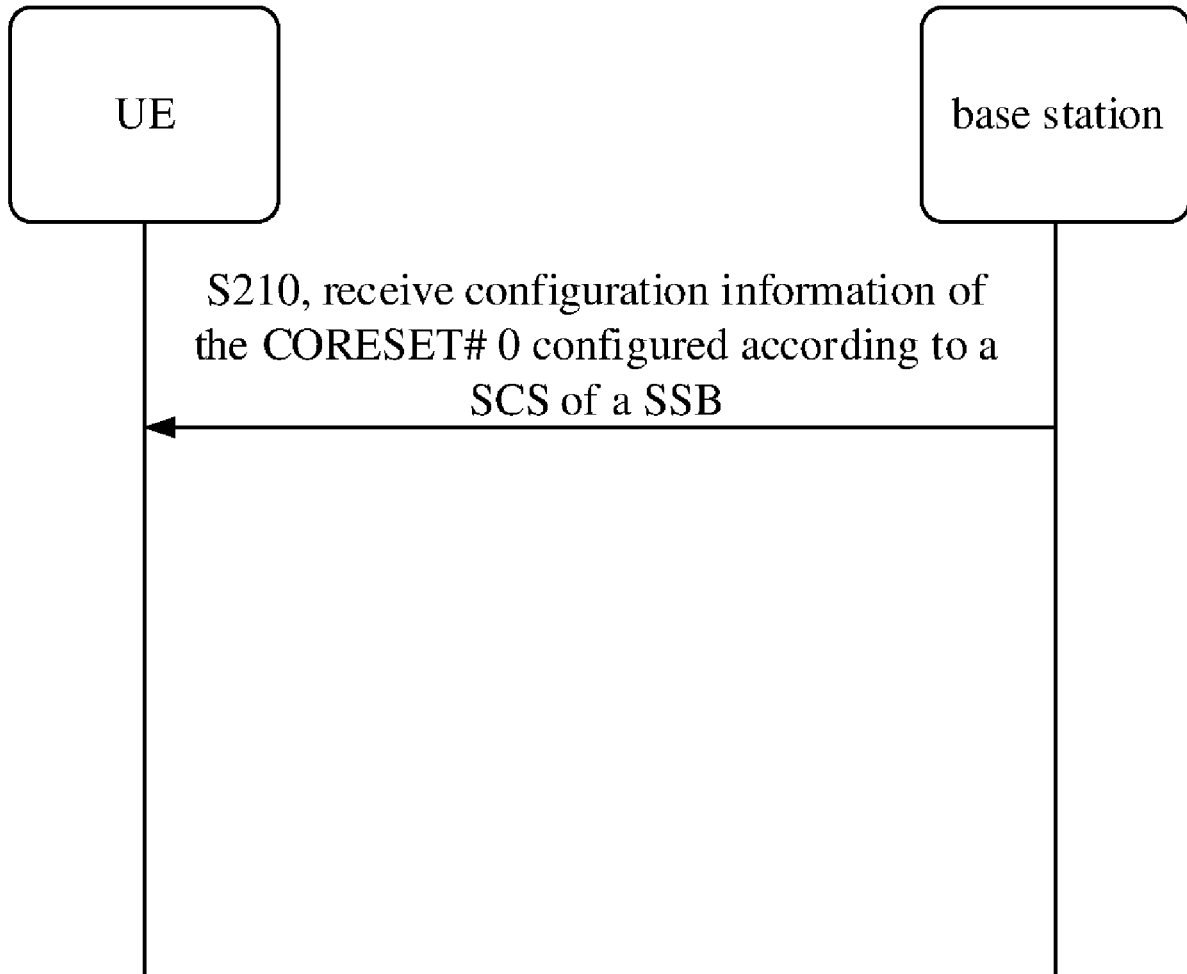 UE
base station
S210, receive configuration information of
the CORESET# 0 configured according to a
SCS of a SSB